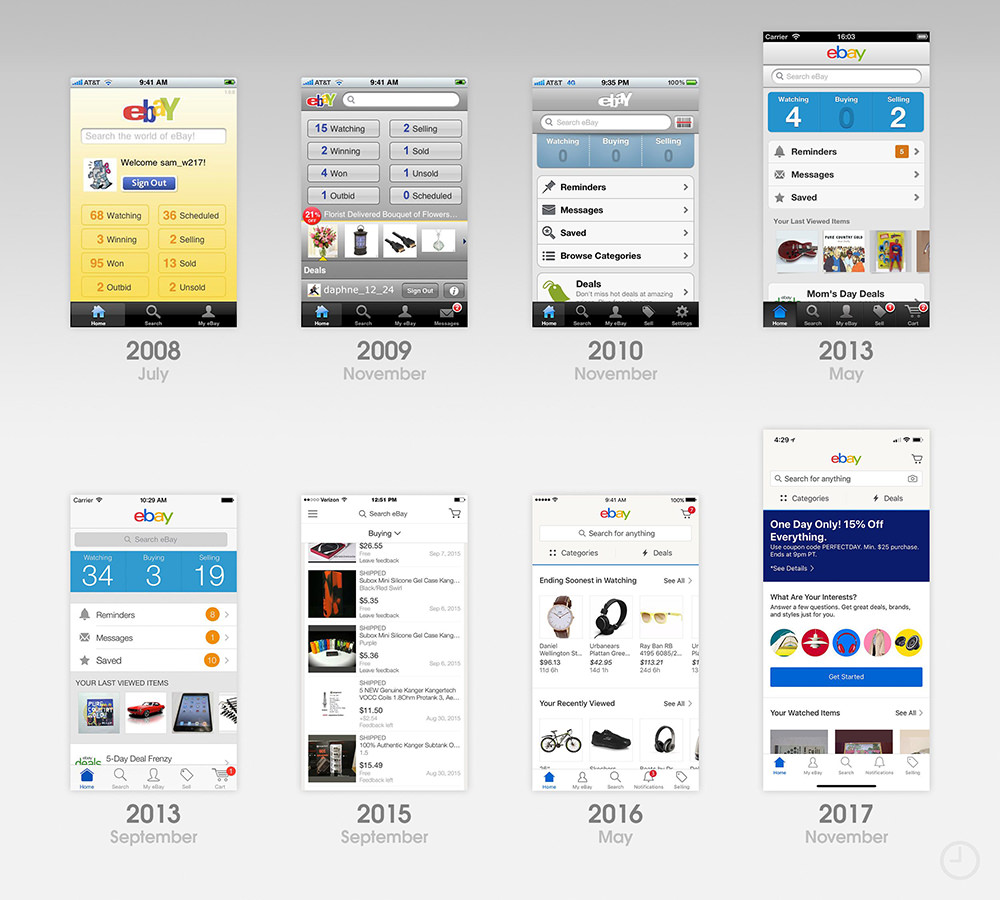 AT&T 9:41 AM
ebaY
Search the world of eBay!
Welcome sam_w217!
Sign Out
68 Watching 36 Scheduled
3 Winning 2 Selling
95 Won 13 Sold
2 Outbid 2 Unsold
Home Search My eBay
2008
July
AT&T 9:41 AM
ebaY
15 Watching 2 Selling
2 Winning 1 Sold
4 Won 1 Unsold
1 Outbid 0 Scheduled
21% OFF
Florist Delivered Bouquet of Flowers...
Deals
daphne_12_24 Sign Out i
Home Search My eBay Messages 2
2009
November
AT&T 4G 9:35 PM 100%
ebaY
Search eBay
Watching Buying Selling
0 0 0
Reminders
Messages
Saved
Browse Categories
Deals
Don't miss hot deals at amazing
Home Search My eBay Sell Settings
2010
November
Carrier 16:03
ebay
Search eBay
Watching Buying Selling
4 0 2
Reminders 5
Messages
Saved
Your Last Viewed Items
PURE COUNTRY GOLD
Mom's Day Deals
Home Search My eBay Sell Cart
2013
May
Carrier 10:29 AM
ebay
Search eBay
Watching Buying Selling
34 3 19
Reminders 8
Messages 1
Saved 10
YOUR LAST VIEWED ITEMS
PURE COUNTRY GOLD!
deals 5-Day Deal Frenzy
Home Search My eBay Sell Cart 1
2013
September
Verizon 12:51 PM
Search eBay
Buying
$26.55
Free Sep 7, 2015
Leave feedback
SHIPPED
Subox Mini Silicone Gel Case Kang...
Black/Red Swirl
$5.35
Free Sep 6, 2015
Leave feedback
SHIPPED
Subox Mini Silicone Gel Case Kang...
Purple
$5.36
Free Sep 6, 2015
Leave feedback
SHIPPED
5 NEW Genuine Kanger Kangertech
VOCC Coils 1.8Ohm Protank 3, Ae...
$11.50
+$2.54 Aug 30, 2015
Feedback left
SHIPPED
100% Authentic Kanger Subtank O...
1.5
$15.49
Free Aug 30, 2015
Feedback left
2015
September
9:41 AM 100%
ebay
Search for anything
Categories Deals
Ending Soonest in Watching See All
Daniel Wellington St... $96.13 14d 6h
Urbanears Plattan Gree... $42.95 14d 1h
Ray Ban RB 4195 6085/2... $113.21 24d 6h
Your Recently Viewed See All
Home My eBay Search Notifications Selling
2016
May
4:29
ebay
Search for anything
Categories Deals
One Day Only! 15% Off
Everything.
Use coupon code PERFECTDAY. Min. $25 purchase.
Ends at 9pm PT.
*See Details
What Are Your Interests?
Answer a few questions. Get great deals, brands,
and styles just for you.
Get Started
Your Watched Items See All
Home My eBay Search Notifications Selling
2017
November